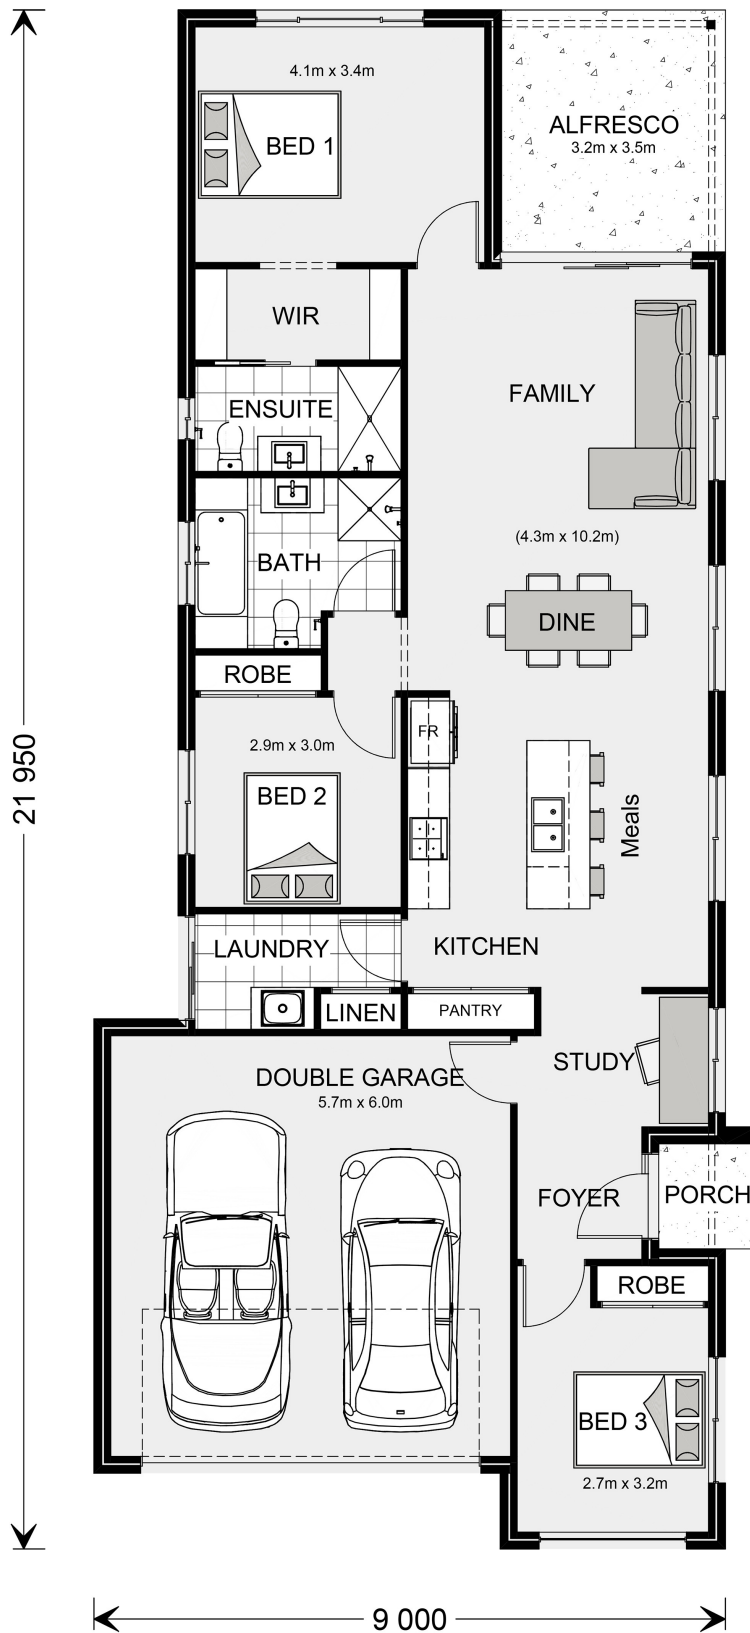 4.1m x 3.4m
BED 1
ALFRESCO
3.2m x 3.5m
WIR
FAMILY
ENSUITE
(4.3m x 10.2m)
BATH
DINE
ROBE
FR
2.9m x 3.0m
21 950
BED 2
Meals
LAUNDRY
KITCHEN
LINEN
PANTRY
STUDY
DOUBLE GARAGE
5.7m x 6.0m
FOYER
PORCH
ROBE
BED 3
2.7m x 3.2m
9 000